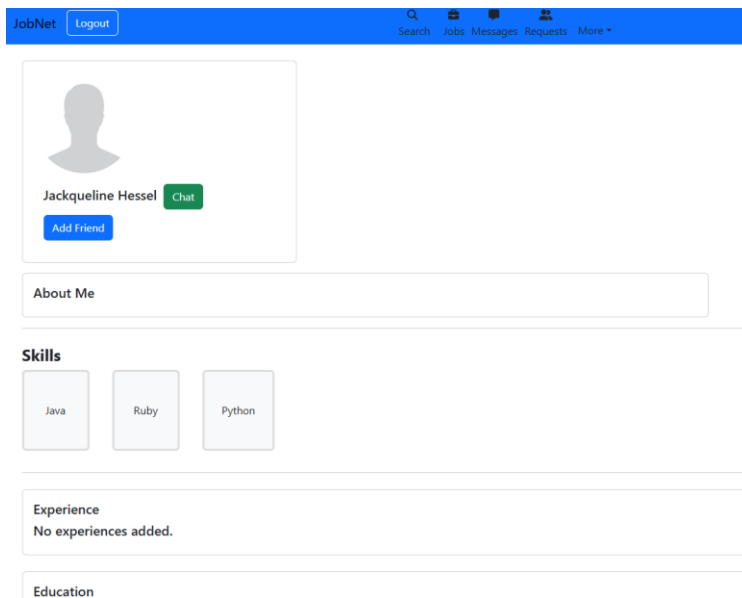 JobNet Logout
Search Jobs Messages Requests More
Jackqueline Hessel Chat
Add Friend
About Me
Skills
Java Ruby Python
Experience
No experiences added.
Education